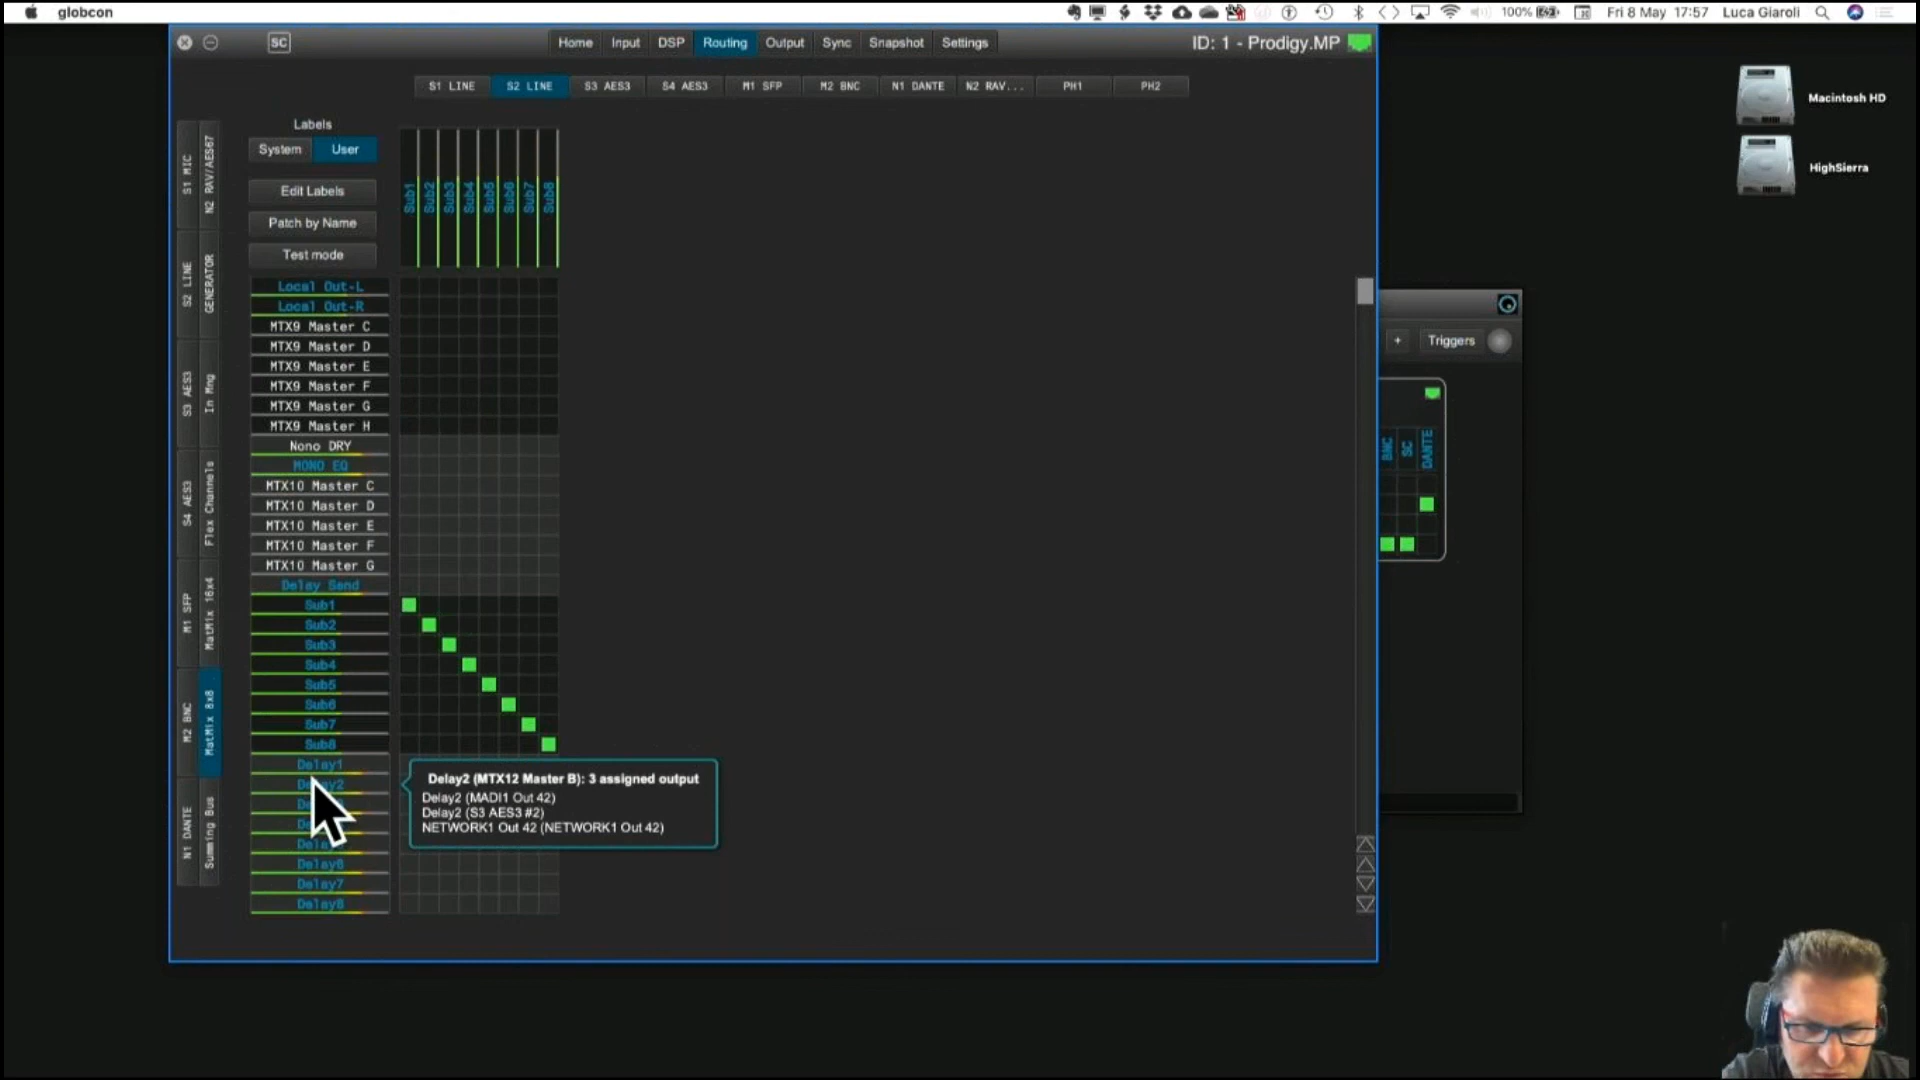 globcon
100%
Fri 8 May 17:57
Luca Giaroli
SC
Home
Input
DSP
Routing
Output
Sync
Snapshot
Settings
ID: 1 - Prodigy.MP
S1 LINE
S2 LINE
S3 AES3
S4 AES3
M1 SFP
M2 BNC
N1 DANTE
N2 RAV...
PH1
PH2
Macintosh HD
HighSierra
Labels
System
User
Edit Labels
Patch by Name
Test mode
Sub1
Sub2
Sub3
Sub4
Sub5
Sub6
Sub7
Sub8
S1 MIC
S2 LINE
S3 AES3
S4 AES3
M1 SFP
M2 BNC
N1 DANTE
N2 RAV/AES67
GENERATOR
In Mng
Flex Channels
MatMix 16x4
MatMix 8x8
Summing Bus
Local Out-L
Local Out-R
MTX9 Master C
MTX9 Master D
MTX9 Master E
MTX9 Master F
MTX9 Master G
MTX9 Master H
Nono DRY
MONO EQ
MTX10 Master C
MTX10 Master D
MTX10 Master E
MTX10 Master F
MTX10 Master G
Delay Send
Sub1
Sub2
Sub3
Sub4
Sub5
Sub6
Sub7
Sub8
Delay1
Delay2
Delay6
Delay7
Delay8
Delay2 (MTX12 Master B): 3 assigned output
Delay2 (MADI1 Out 42)
Delay2 (S3 AES3 #2)
NETWORK1 Out 42 (NETWORK1 Out 42)
+
Triggers
BNC
SC
DANTE